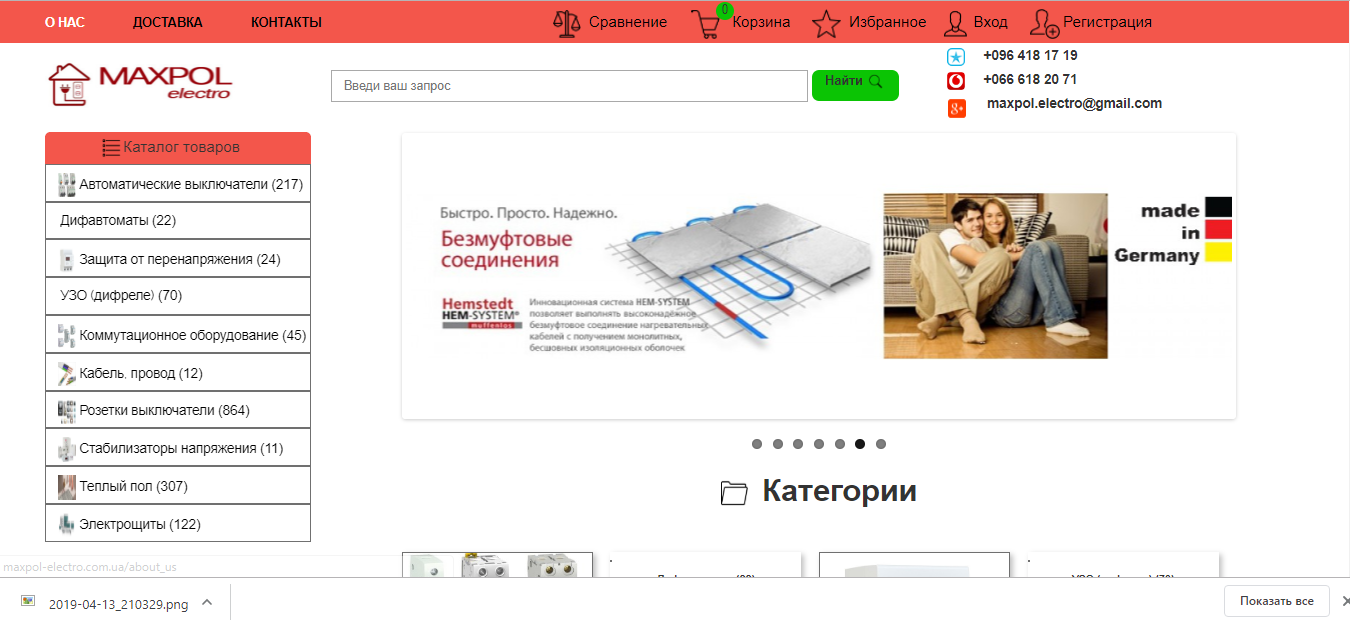 О НАС ДОСТАВКА КОНТАКТЫ Сравнение 0 Корзина Избранное Вход Регистрация
MAXPOL
electro
Введи ваш запрос
Найти
+096 418 17 19
+066 618 20 71
maxpol.electro@gmail.com
Каталог товаров
Автоматические выключатели (217)
Дифавтоматы (22)
Защита от перенапряжения (24)
УЗО (дифреле) (70)
Коммутационное оборудование (45)
Кабель. провод (12)
Розетки выключатели (864)
Стабилизаторы напряжения (11)
Теплый пол (307)
Электрощиты (122)
Быстро. Просто. Надежно.
Безмуфтовые
соединения
Hemstedt
HEM-SYSTEM®
muffenlos
Инновационная система HEM-SYSTEM
позволяет выполнять высоконадёжное
безмуфтовое соединение нагревательных
кабелей с получением монолитных,
бесшовных изоляционных оболочек
made
in
Germany
Категории
maxpol-electro.com.ua/about_us
2019-04-13_210329.png
Показать все